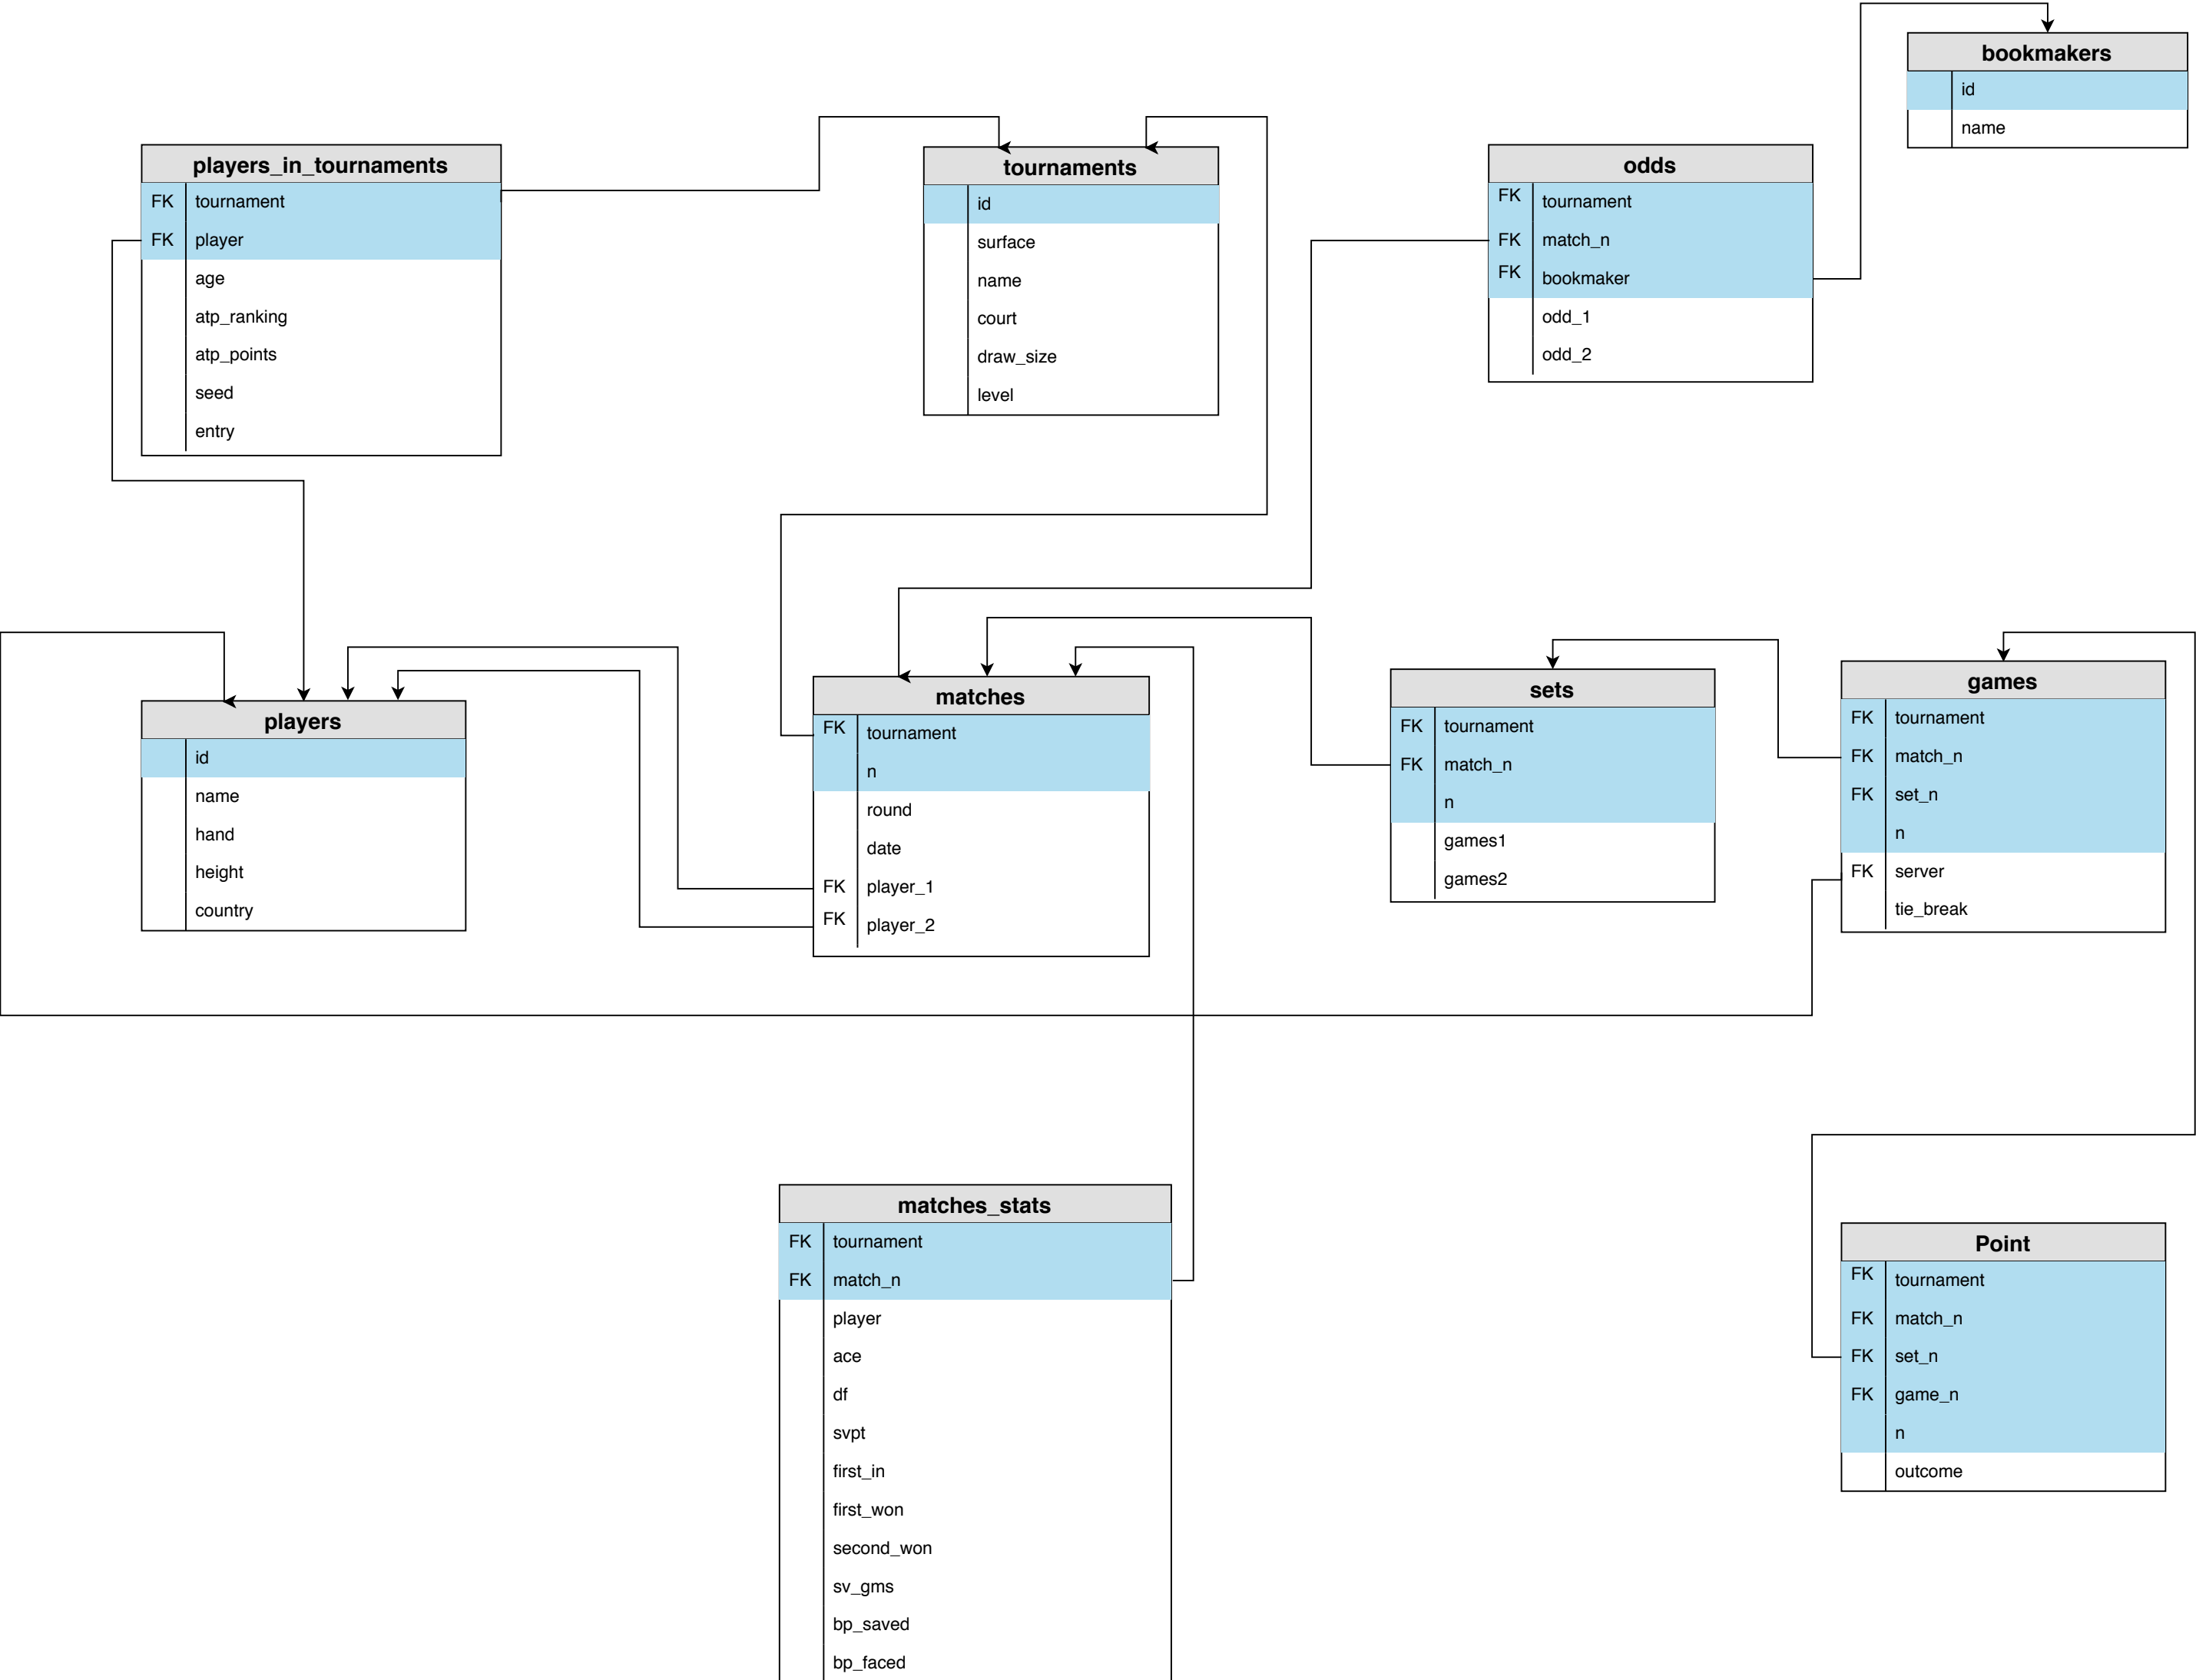 bookmakers
id
name
players_in_tournaments
FK tournament
FK player
age
atp_ranking
atp_points
seed
entry
tournaments
id
surface
name
court
draw_size
level
odds
FK tournament
FK match_n
FK bookmaker
odd_1
odd_2
players
id
name
hand
height
country
matches
FK tournament
n
round
date
FK player_1
FK player_2
sets
FK tournament
FK match_n
n
games1
games2
games
FK tournament
FK match_n
FK set_n
n
FK server
tie_break
matches_stats
FK tournament
FK match_n
player
ace
df
svpt
first_in
first_won
second_won
sv_gms
bp_saved
bp_faced
Point
FK tournament
FK match_n
FK set_n
FK game_n
n
outcome